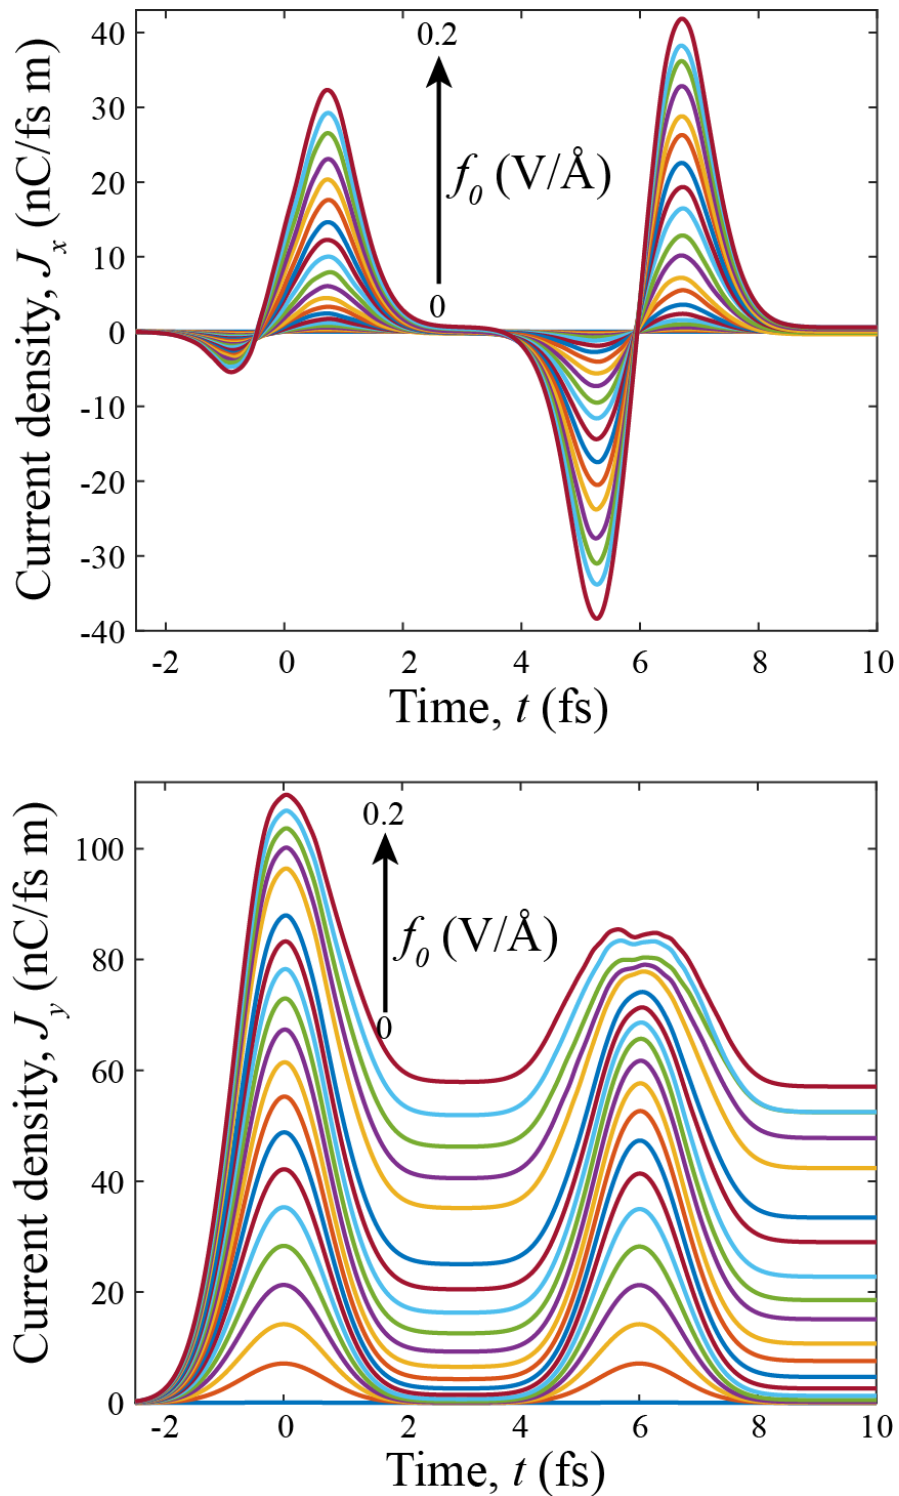 Current density, Jx (nC/fs m)
40
30
20
10
0
-10
-20
-30
-40
0.2
f0 (V/Å)
0
-2 0 2 4 6 8 10
Time, t (fs)
Current density, Jy (nC/fs m)
100
80
60
40
20
0
0.2
f0 (V/Å)
0
-2 0 2 4 6 8 10
Time, t (fs)